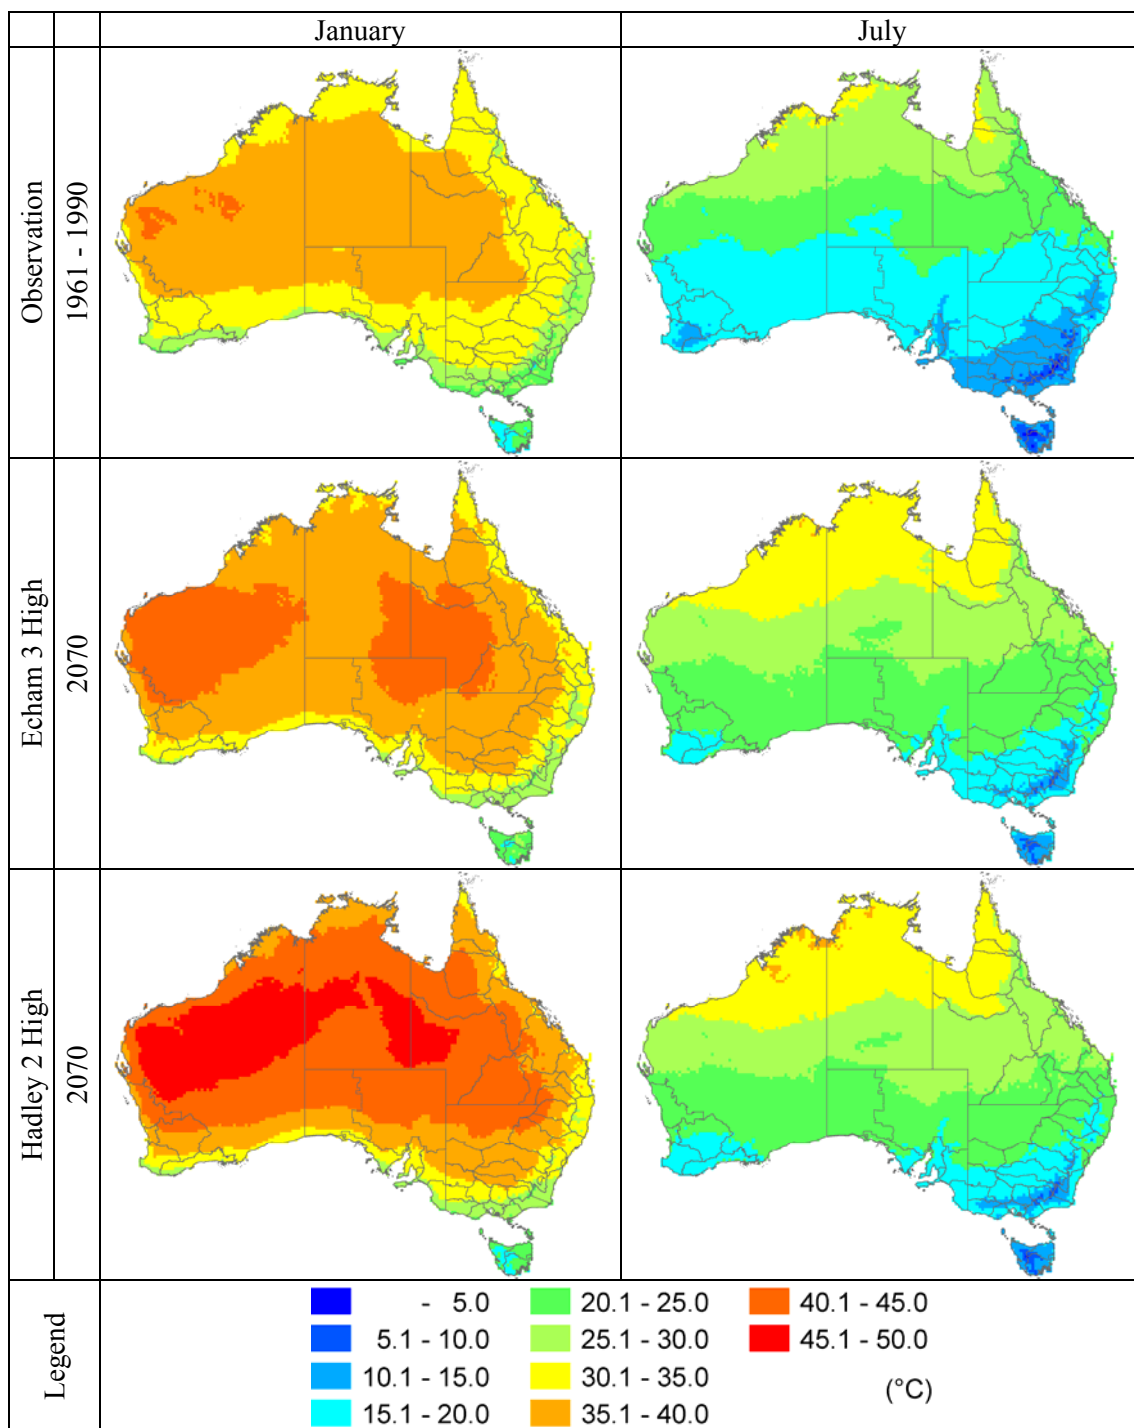 January
July
Observation
1961 - 1990
Echam 3 High
2070
Hadley 2 High
2070
Legend
- 5.0
5.1 - 10.0
10.1 - 15.0
15.1 - 20.0
20.1 - 25.0
25.1 - 30.0
30.1 - 35.0
35.1 - 40.0
40.1 - 45.0
45.1 - 50.0
(°C)